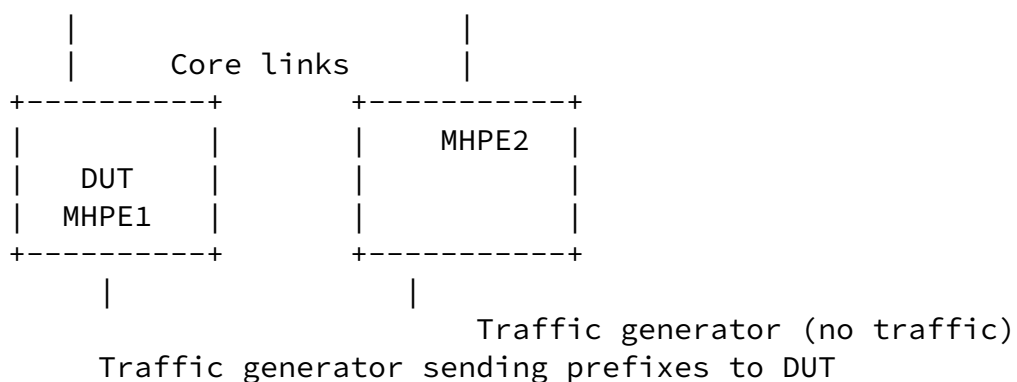 Core links
MHPE2
DUT
MHPE1
Traffic generator (no traffic)
Traffic generator sending prefixes to DUT